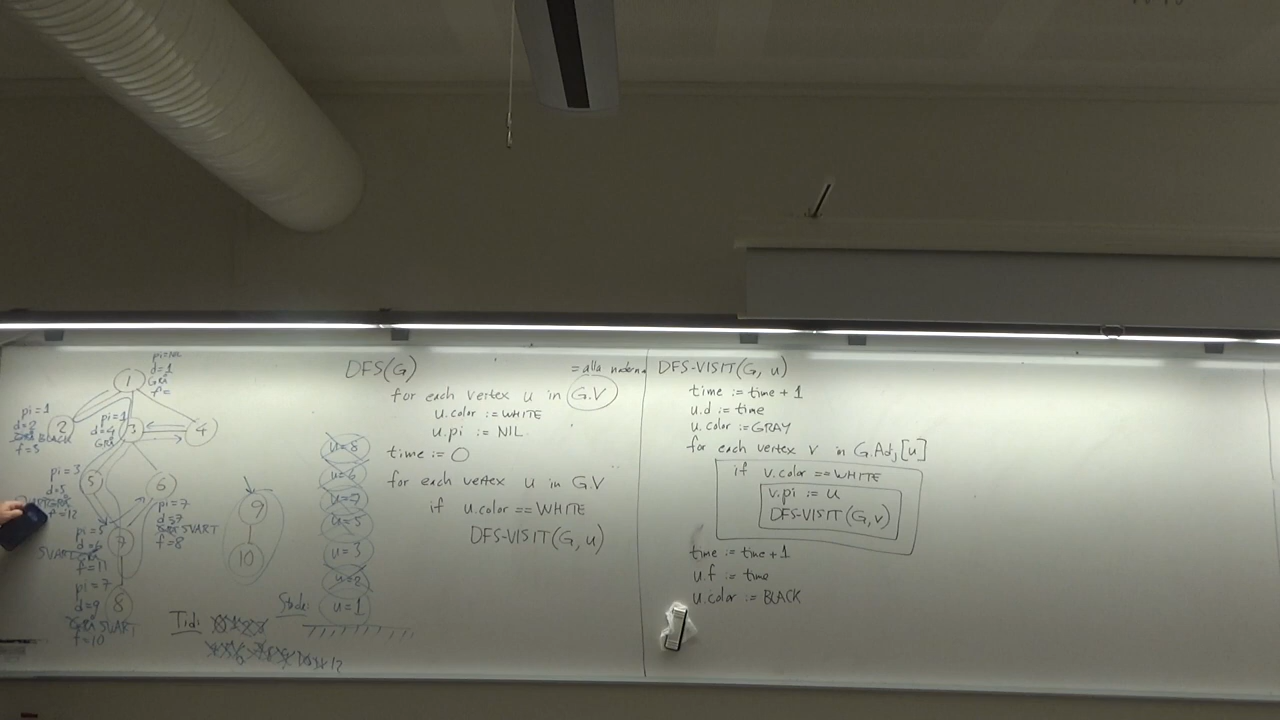 pi=NIL
d=1
GRÅ
f=
1
pi=1
d=2
BLACK
f=3
2
pi=1
d=4
GRÅ
3
4
pi=3
d=5
f=12
5
6
pi=7
d=7
SVART
f=8
pi=5
d=6
SVART
f=11
7
pi=7
d=9
SVART
f=10
8
9
10
Tid:
12
Stack:
u=8
u=6
u=7
u=5
u=3
u=2
u=1
DFS(G)
= alla noderna
for each vertex u in G.V
u.color := WHITE
u.pi := NIL
time := 0
for each vertex u in G.V
if u.color == WHITE
DFS-VISIT(G, u)
DFS-VISIT(G, u)
time := time + 1
u.d := time
u.color := GRAY
for each vertex v in G.Adj[u]
if v.color == WHITE
v.pi := u
DFS-VISIT(G, v)
time := time + 1
u.f := time
u.color := BLACK